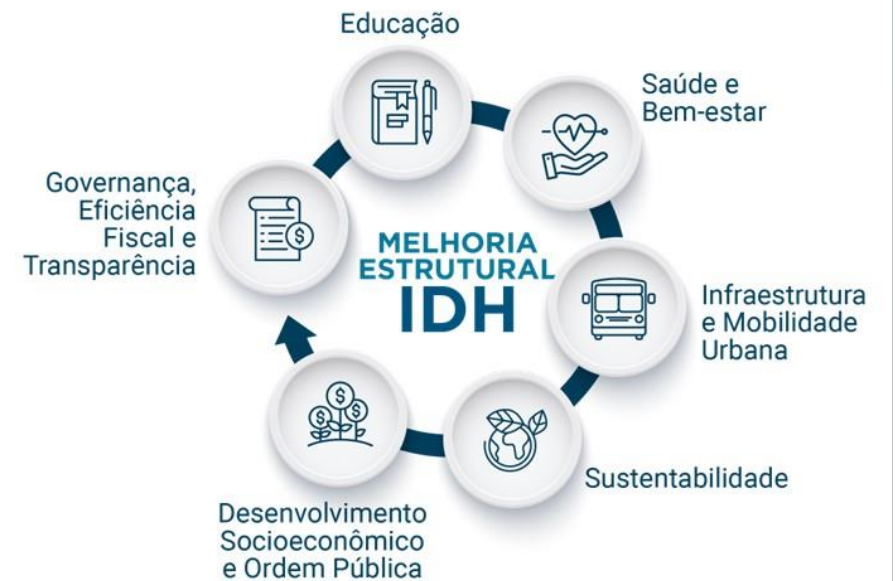 Educação
Saúde e
Bem-estar
Governança,
Eficiência
Fiscal e
Transparência
MELHORIA
ESTRUTURAL
IDH
Infraestrutura
e Mobilidade
Urbana
Sustentabilidade
Desenvolvimento
Socioeconômico
e Ordem Pública